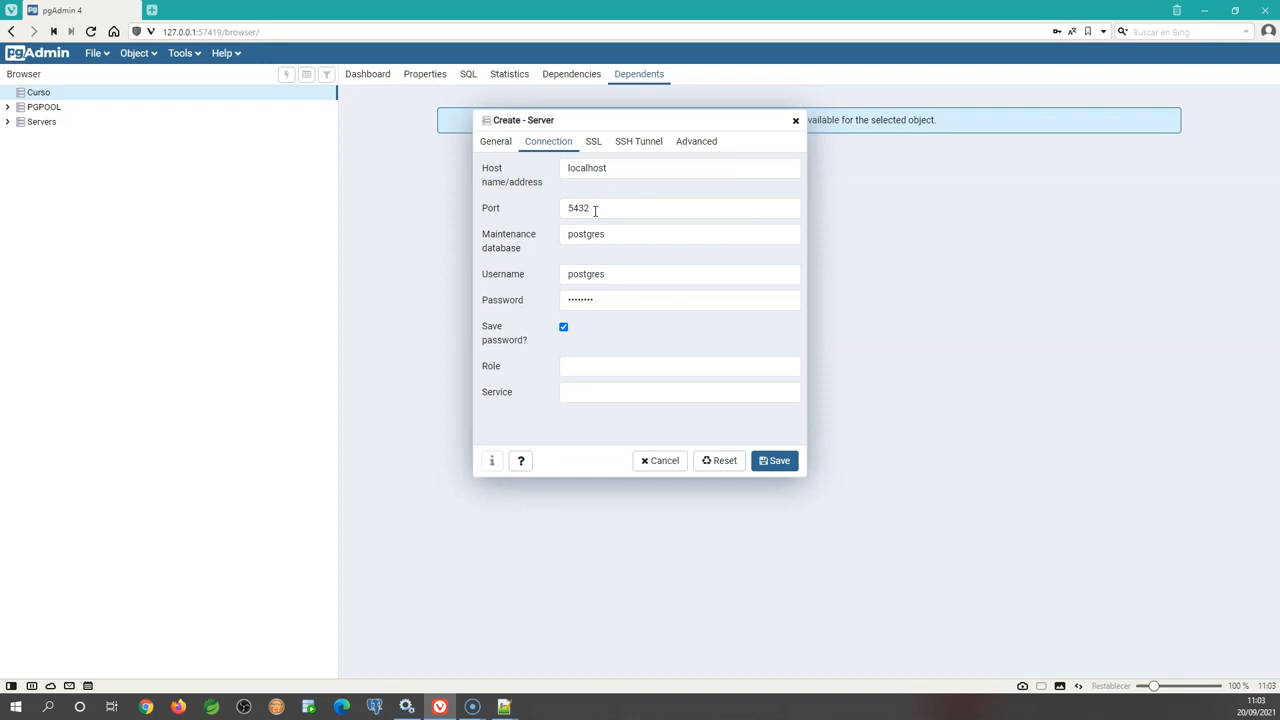 pgAdmin 4
127.0.0.1:57419/browser/
Buscar en Bing
pgAdmin
File
Object
Tools
Help
Browser
Dashboard
Properties
SQL
Statistics
Dependencies
Dependents
Curso
PGPOOL
Servers
vailable for the selected object.
Create - Server
General
Connection
SSL
SSH Tunnel
Advanced
Host
name/address
localhost
Port
5432
Maintenance
database
postgres
Username
postgres
Password
••••••••
Save
password?
Role
Service
i
?
Cancel
Reset
Save
Restablecer
100 %
11:03
11:03
20/09/2021